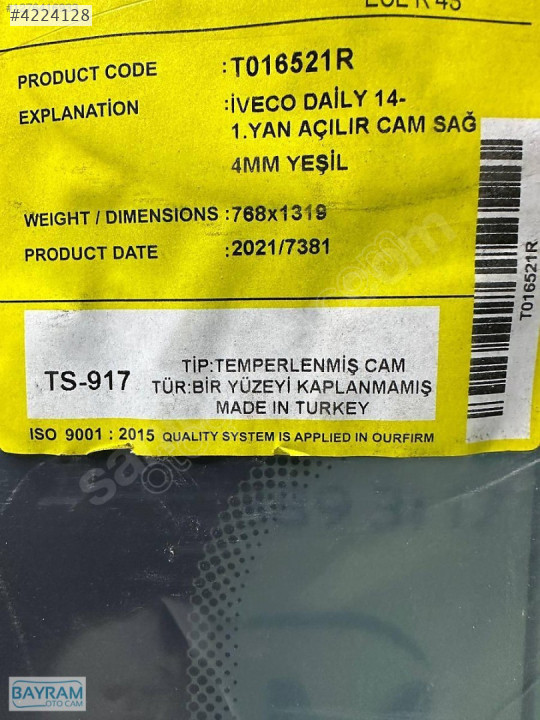 #4224128
ECE R 43
PRODUCT CODE :T016521R
EXPLANATION :İVECO DAİLY 14-
1.YAN AÇILIR CAM SAĞ
4MM YEŞİL
WEIGHT / DIMENSIONS :768x1319
PRODUCT DATE :2021/7381
T016521R
TS-917
TİP:TEMPERLENMİŞ CAM
TÜR:BİR YÜZEYİ KAPLANMAMIŞ
MADE IN TURKEY
ISO 9001 : 2015 QUALITY SYSTEM IS APPLIED IN OURFIRM
BAYRAM
OTO CAM